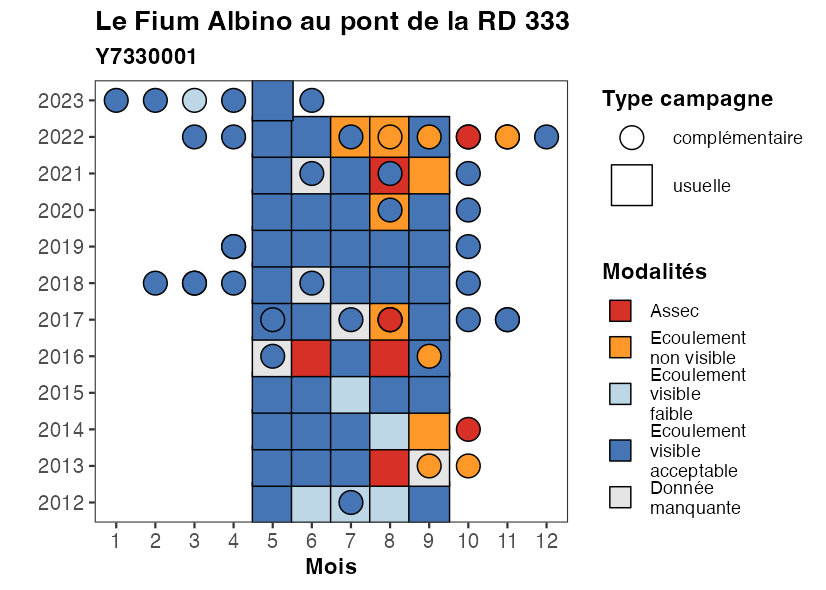 Le Fium Albino au pont de la RD 333
Y7330001
2023
2022
2021
2020
2019
2018
2017
2016
2015
2014
2013
2012
1 2 3 4 5 6 7 8 9 10 11 12
Mois
Type campagne
complémentaire
usuelle
Modalités
Assec
Ecoulement
non visible
Ecoulement
visible
faible
Ecoulement
visible
acceptable
Donnée
manquante